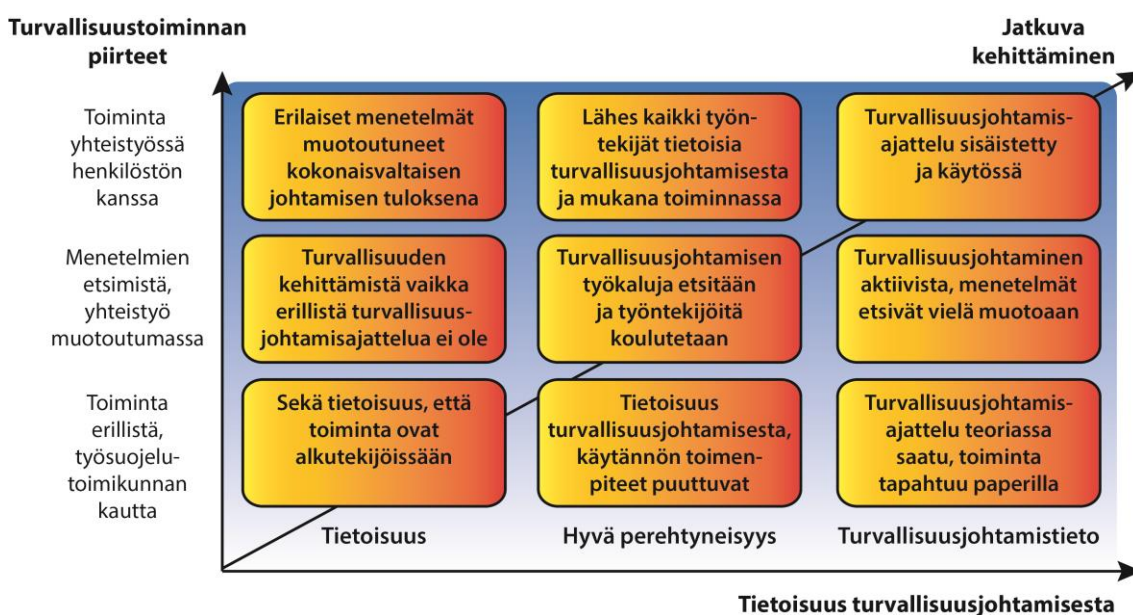 Turvallisuustoiminnan
piirteet
Jatkuva
kehittäminen
Toiminta
yhteistyössä
henkilöstön
kanssa
Erilaiset menetelmät
muotoutuneet
kokonaisvaltaisen
johtamisen tuloksena
Lähes kaikki työn-
tekijät tietoisia
turvallisuusjohtamisesta
ja mukana toiminnassa
Turvallisuusjohtamis-
ajattelu sisäistetty
ja käytössä
Menetelmien
etsimistä,
yhteistyö
muotoutumassa
Turvallisuuden
kehittämistä vaikka
erillistä turvallisuus-
johtamisajattelua ei ole
Turvallisuusjohtamisen
työkaluja etsitään
ja työntekijöitä
koulutetaan
Turvallisuusjohtaminen
aktiivista, menetelmät
etsivät vielä muotoaan
Toiminta
erillistä,
työsuojelu-
toimikunnan
kautta
Sekä tietoisuus, että
toiminta ovat
alkutekijöissään
Tietoisuus
turvallisuusjohtamisesta,
käytännön toimen-
piteet puuttuvat
Turvallisuusjohtamis-
ajattelu teoriassa
saatu, toiminta
tapahtuu paperilla
Tietoisuus
Hyvä perehtyneisyys
Turvallisuusjohtamistieto
Tietoisuus turvallisuusjohtamisesta